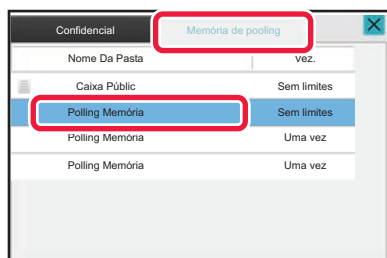 Confidencial Memória de pooling
Nome Da Pasta vez.
Caixa Públic Sem limites
Polling Memória Sem limites
Polling Memória Uma vez
Polling Memória Uma vez